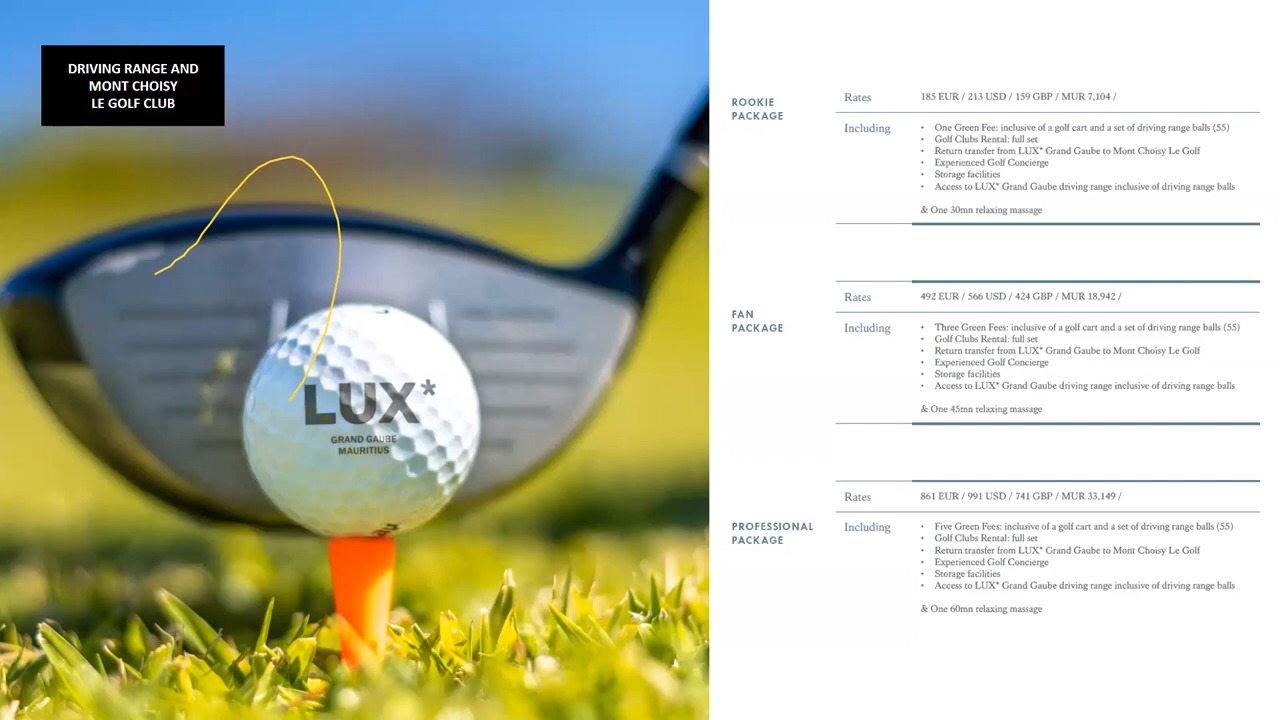 DRIVING RANGE AND
MONT CHOISY
LE GOLF CLUB
LUX*
GRAND GAUBE
MAURITIUS
ROOKIE
PACKAGE
Rates
185 EUR / 213 USD / 159 GBP / MUR 7,104 /
Including
• One Green Fee: inclusive of a golf cart and a set of driving range balls (55)
• Golf Clubs Rental: full set
• Return transfer from LUX* Grand Gaube to Mont Choisy Le Golf
• Experienced Golf Concierge
• Storage facilities
• Access to LUX* Grand Gaube driving range inclusive of driving range balls
& One 30mn relaxing massage
FAN
PACKAGE
Rates
492 EUR / 566 USD / 424 GBP / MUR 18,942 /
Including
• Three Green Fees: inclusive of a golf cart and a set of driving range balls (55)
• Golf Clubs Rental: full set
• Return transfer from LUX* Grand Gaube to Mont Choisy Le Golf
• Experienced Golf Concierge
• Storage facilities
• Access to LUX* Grand Gaube driving range inclusive of driving range balls
& One 45mn relaxing massage
PROFESSIONAL
PACKAGE
Rates
861 EUR / 991 USD / 741 GBP / MUR 33,149 /
Including
• Five Green Fees: inclusive of a golf cart and a set of driving range balls (55)
• Golf Clubs Rental: full set
• Return transfer from LUX* Grand Gaube to Mont Choisy Le Golf
• Experienced Golf Concierge
• Storage facilities
• Access to LUX* Grand Gaube driving range inclusive of driving range balls
& One 60mn relaxing massage